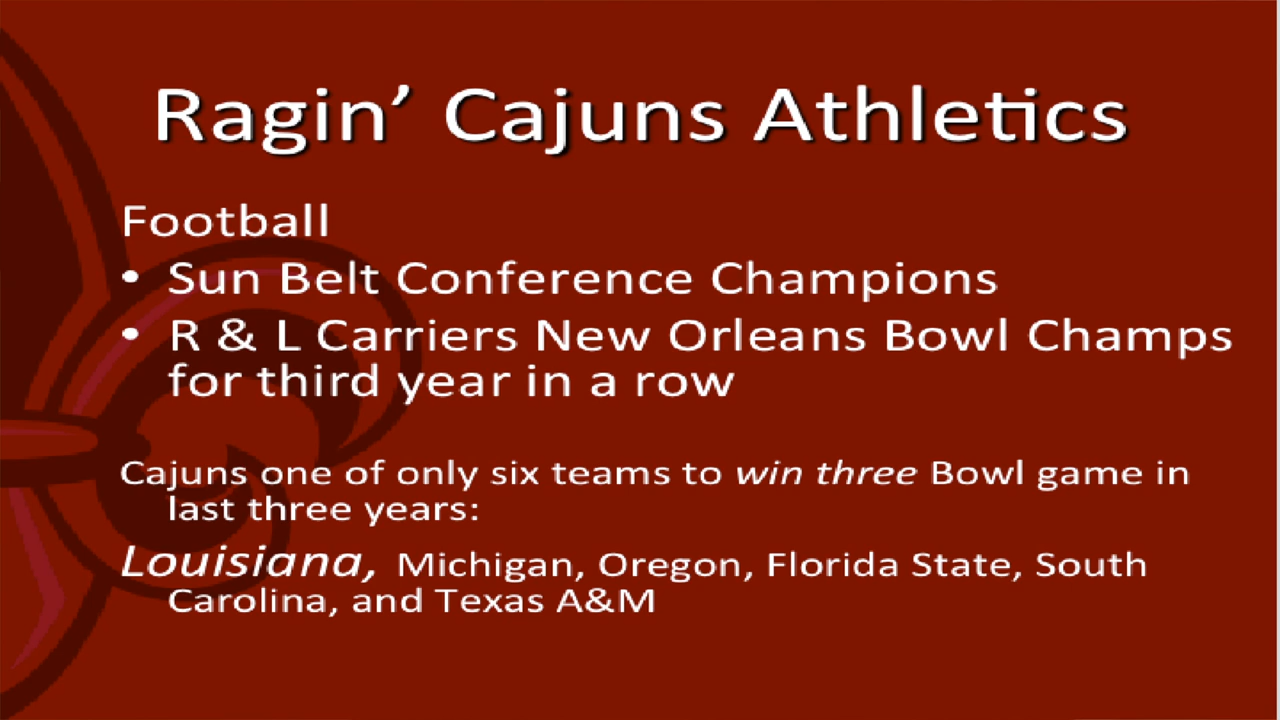 Ragin’ Cajuns Athletics
Football
• Sun Belt Conference Champions
• R & L Carriers New Orleans Bowl Champs
for third year in a row
Cajuns one of only six teams to win three Bowl game in
last three years:
Louisiana, Michigan, Oregon, Florida State, South
Carolina, and Texas A&M